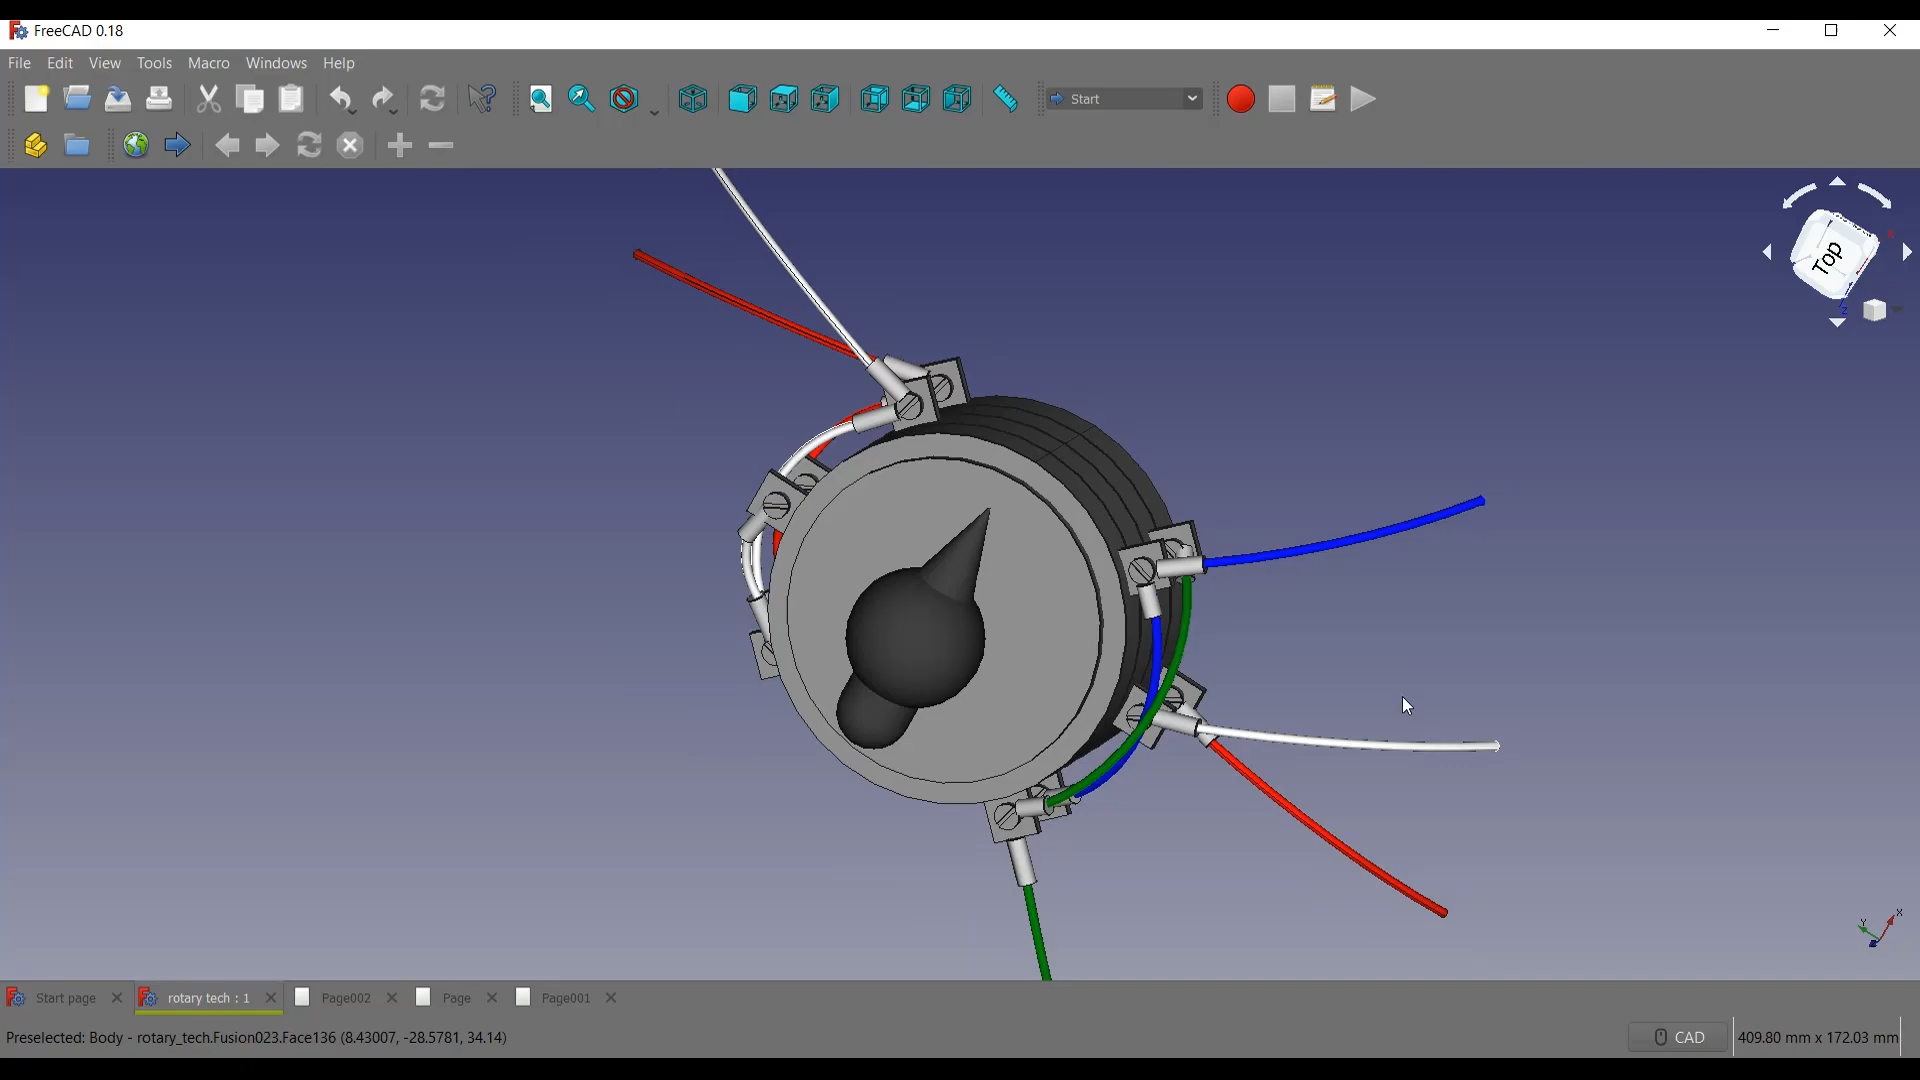 FreeCAD 0.18
File Edit View Tools Macro Windows Help
Start
Top
Z
X
Y
Start page rotary tech : 1 Page002 Page Page001
Preselected: Body - rotary_tech.Fusion023.Face136 (8.43007, -28.5781, 34.14) CAD 409.80 mm x 172.03 mm